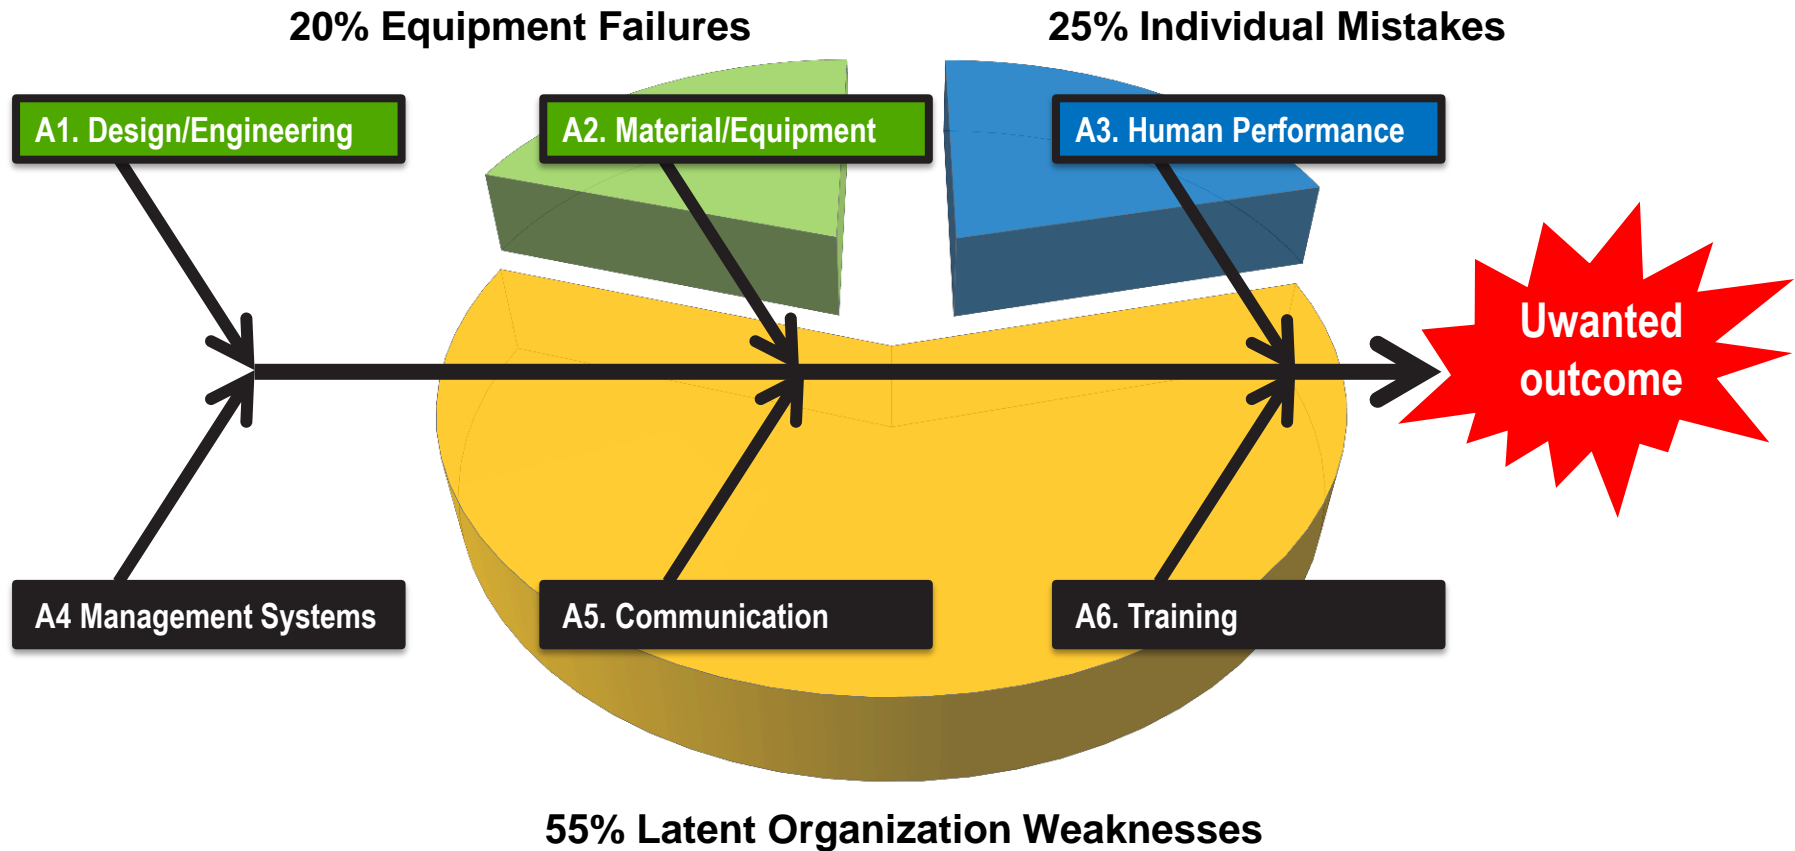 20% Equipment Failures
25% Individual Mistakes
A1. Design/Engineering
A2. Material/Equipment
A3. Human Performance
Uwanted
outcome
A4 Management Systems
A5. Communication
A6. Training
55% Latent Organization Weaknesses